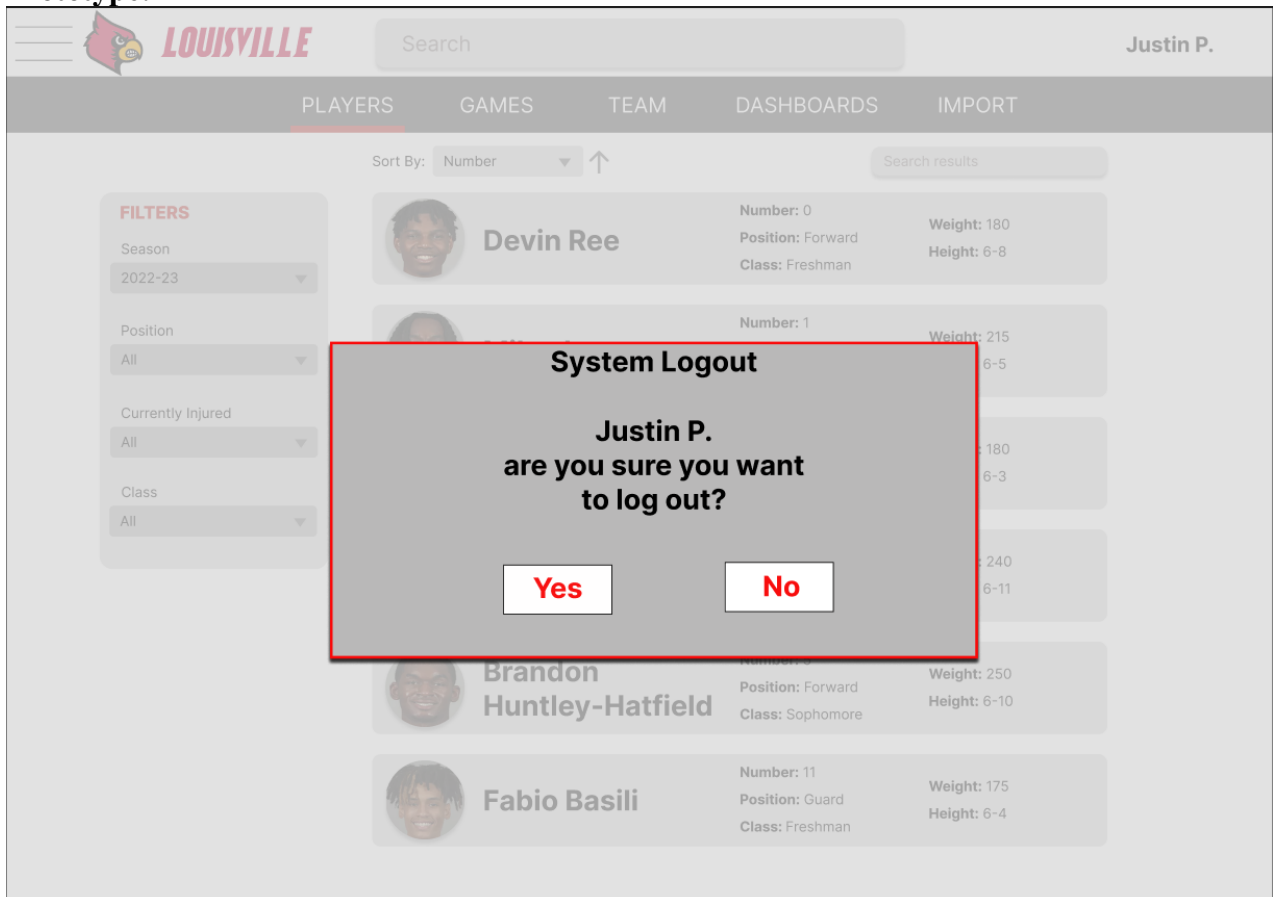 LOUISVILLE
Search
Justin P.
PLAYERS GAMES TEAM DASHBOARDS IMPORT
Sort By: Number
Search results
FILTERS
Season
2022-23
Position
All
Currently Injured
All
Class
All
Devin Ree
Number: 0
Position: Forward
Class: Freshman
Weight: 180
Height: 6-8
Number: 1
Weight: 215
6-5
180
6-3
240
6-11
System Logout
Justin P.
are you sure you want
to log out?
Yes No
Brandon
Huntley-Hatfield
Position: Forward
Class: Sophomore
Weight: 250
Height: 6-10
Fabio Basili
Number: 11
Position: Guard
Class: Freshman
Weight: 175
Height: 6-4